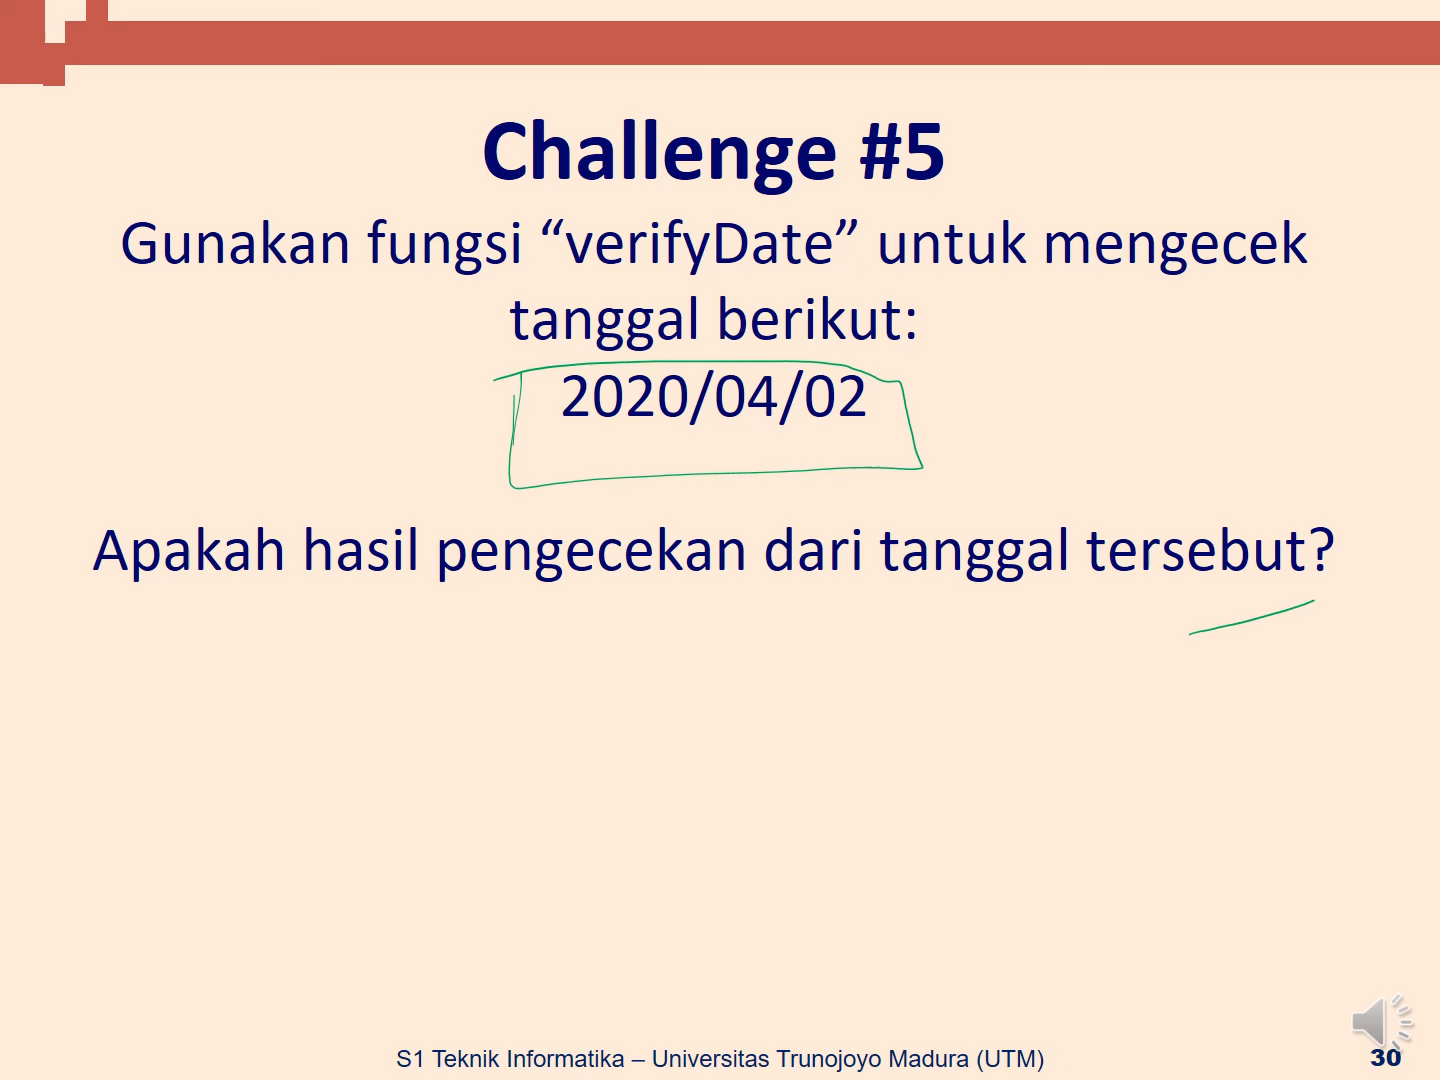 Challenge #5
Gunakan fungsi “verifyDate” untuk mengecek
tanggal berikut:
2020/04/02
Apakah hasil pengecekan dari tanggal tersebut?
S1 Teknik Informatika – Universitas Trunojoyo Madura (UTM)
30